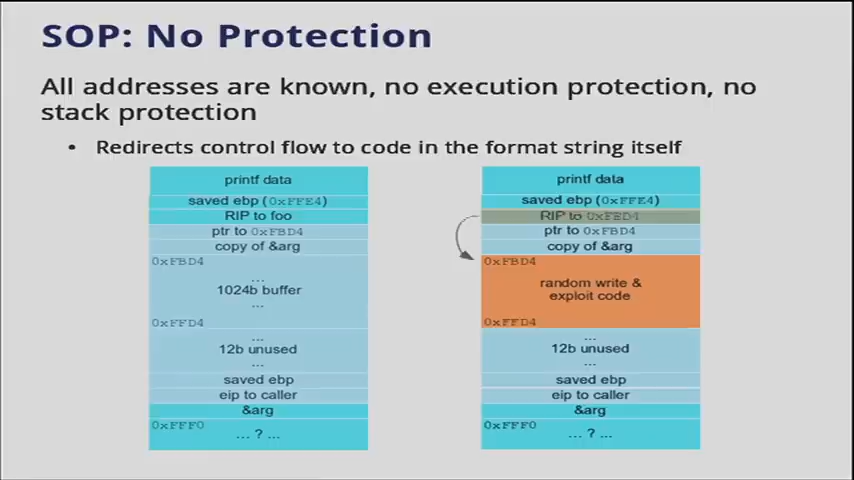 SOP: No Protection
All addresses are known, no execution protection, no
stack protection
• Redirects control flow to code in the format string itself
printf data
saved ebp (0xFFE4)
RIP to foo
ptr to 0xFBD4
copy of &arg
0xFBD4
...
1024b buffer
...
0xFFD4
...
12b unused
...
saved ebp
eip to caller
&arg
0xFFF0
... ? ...
printf data
saved ebp (0xFFE4)
RIP to 0xFBD4
ptr to 0xFBD4
copy of &arg
0xFBD4
random write &
exploit code
0xFFD4
...
12b unused
...
saved ebp
eip to caller
&arg
0xFFF0
... ? ...